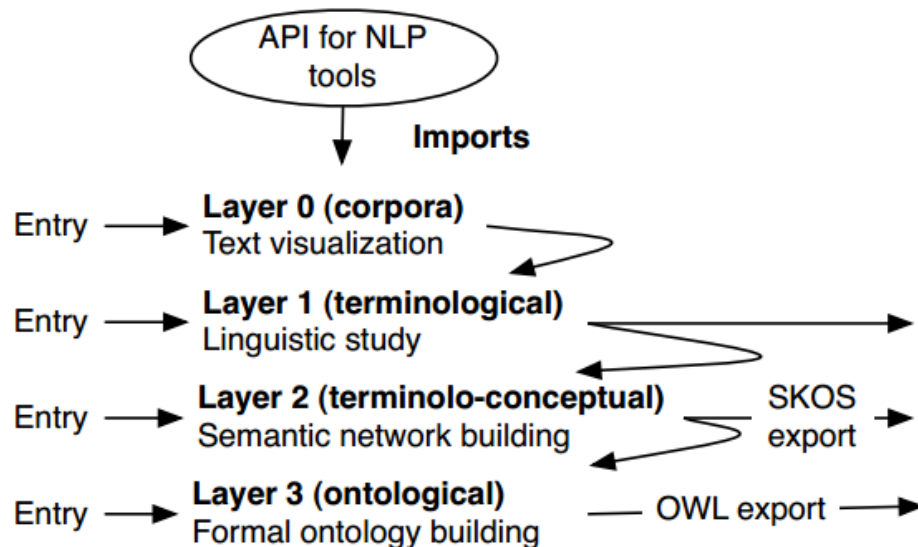 API for NLP
tools
Imports
Entry
Layer 0 (corpora)
Text visualization
Entry
Layer 1 (terminological)
Linguistic study
Entry
Layer 2 (terminolo-conceptual)
Semantic network building
SKOS
export
Entry
Layer 3 (ontological)
Formal ontology building
OWL export